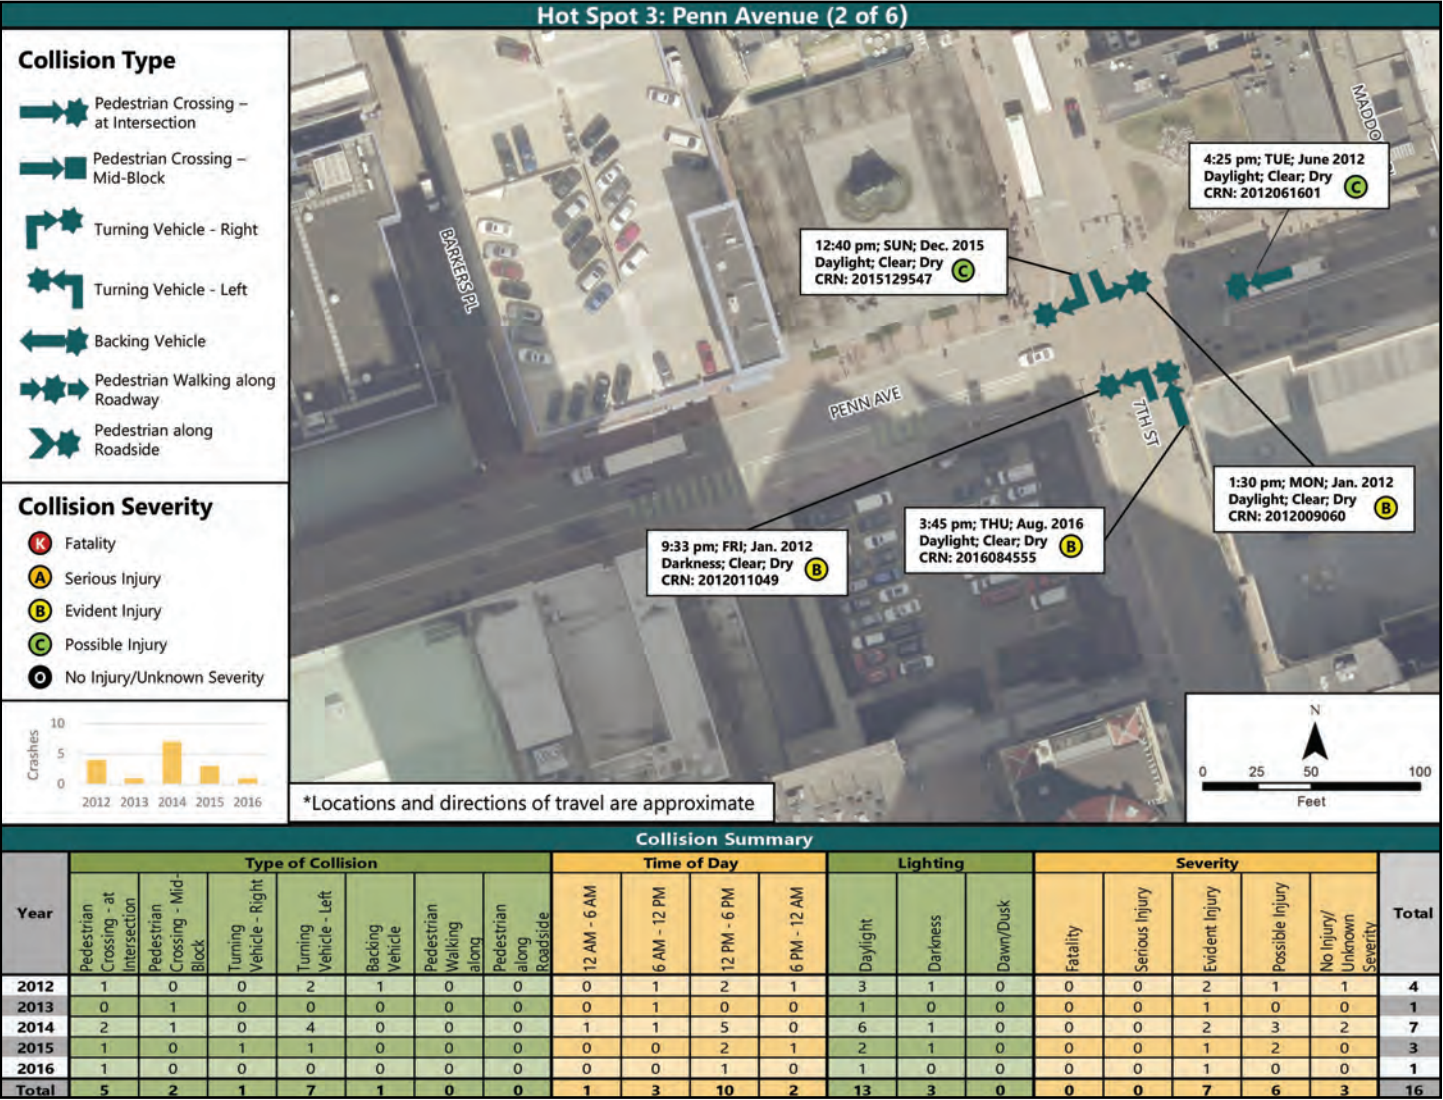 Hot Spot 3: Penn Avenue (2 of 6)
Collision Type
Pedestrian Crossing –
at Intersection
Pedestrian Crossing –
Mid-Block
Turning Vehicle - Right
Turning Vehicle - Left
Backing Vehicle
Pedestrian Walking along
Roadway
Pedestrian along
Roadside
Collision Severity
K Fatality
A Serious Injury
B Evident Injury
C Possible Injury
O No Injury/Unknown Severity
Crashes
10
5
0
2012 2013 2014 2015 2016
BARKERS PL
PENN AVE
7TH ST
MADDO
4:25 pm; TUE; June 2012
Daylight; Clear; Dry
CRN: 2012061601
C
12:40 pm; SUN; Dec. 2015
Daylight; Clear; Dry
CRN: 2015129547
C
1:30 pm; MON; Jan. 2012
Daylight; Clear; Dry
CRN: 2012009060
B
3:45 pm; THU; Aug. 2016
Daylight; Clear; Dry
CRN: 2016084555
B
9:33 pm; FRI; Jan. 2012
Darkness; Clear; Dry
CRN: 2012011049
B
*Locations and directions of travel are approximate
N
0 25 50 100
Feet
Collision Summary
Year Type of Collision Time of Day Lighting Severity Total
Pedestrian
Crossing - at
Intersection
Pedestrian
Crossing - Mid-
Block
Turning
Vehicle - Right
Turning
Vehicle - Left
Backing
Vehicle
Pedestrian
Walking
along
Pedestrian
along
Roadside
12 AM - 6 AM
6 AM - 12 PM
12 PM - 6 PM
6 PM - 12 AM
Daylight
Darkness
Dawn/Dusk
Fatality
Serious Injury
Evident Injury
Possible Injury
No Injury/
Unknown
Severity
2012 1 0 0 2 1 0 0 0 1 2 1 3 1 0 0 0 2 1 1 4
2013 0 1 0 0 0 0 0 0 1 0 0 1 0 0 0 0 1 0 0 1
2014 2 1 0 4 0 0 0 1 1 5 0 6 1 0 0 0 2 3 2 7
2015 1 0 1 1 0 0 0 0 0 2 1 2 1 0 0 0 1 2 0 3
2016 1 0 0 0 0 0 0 0 0 1 0 1 0 0 0 0 1 0 0 1
Total 5 2 1 7 1 0 0 1 3 10 2 13 3 0 0 0 7 6 3 16